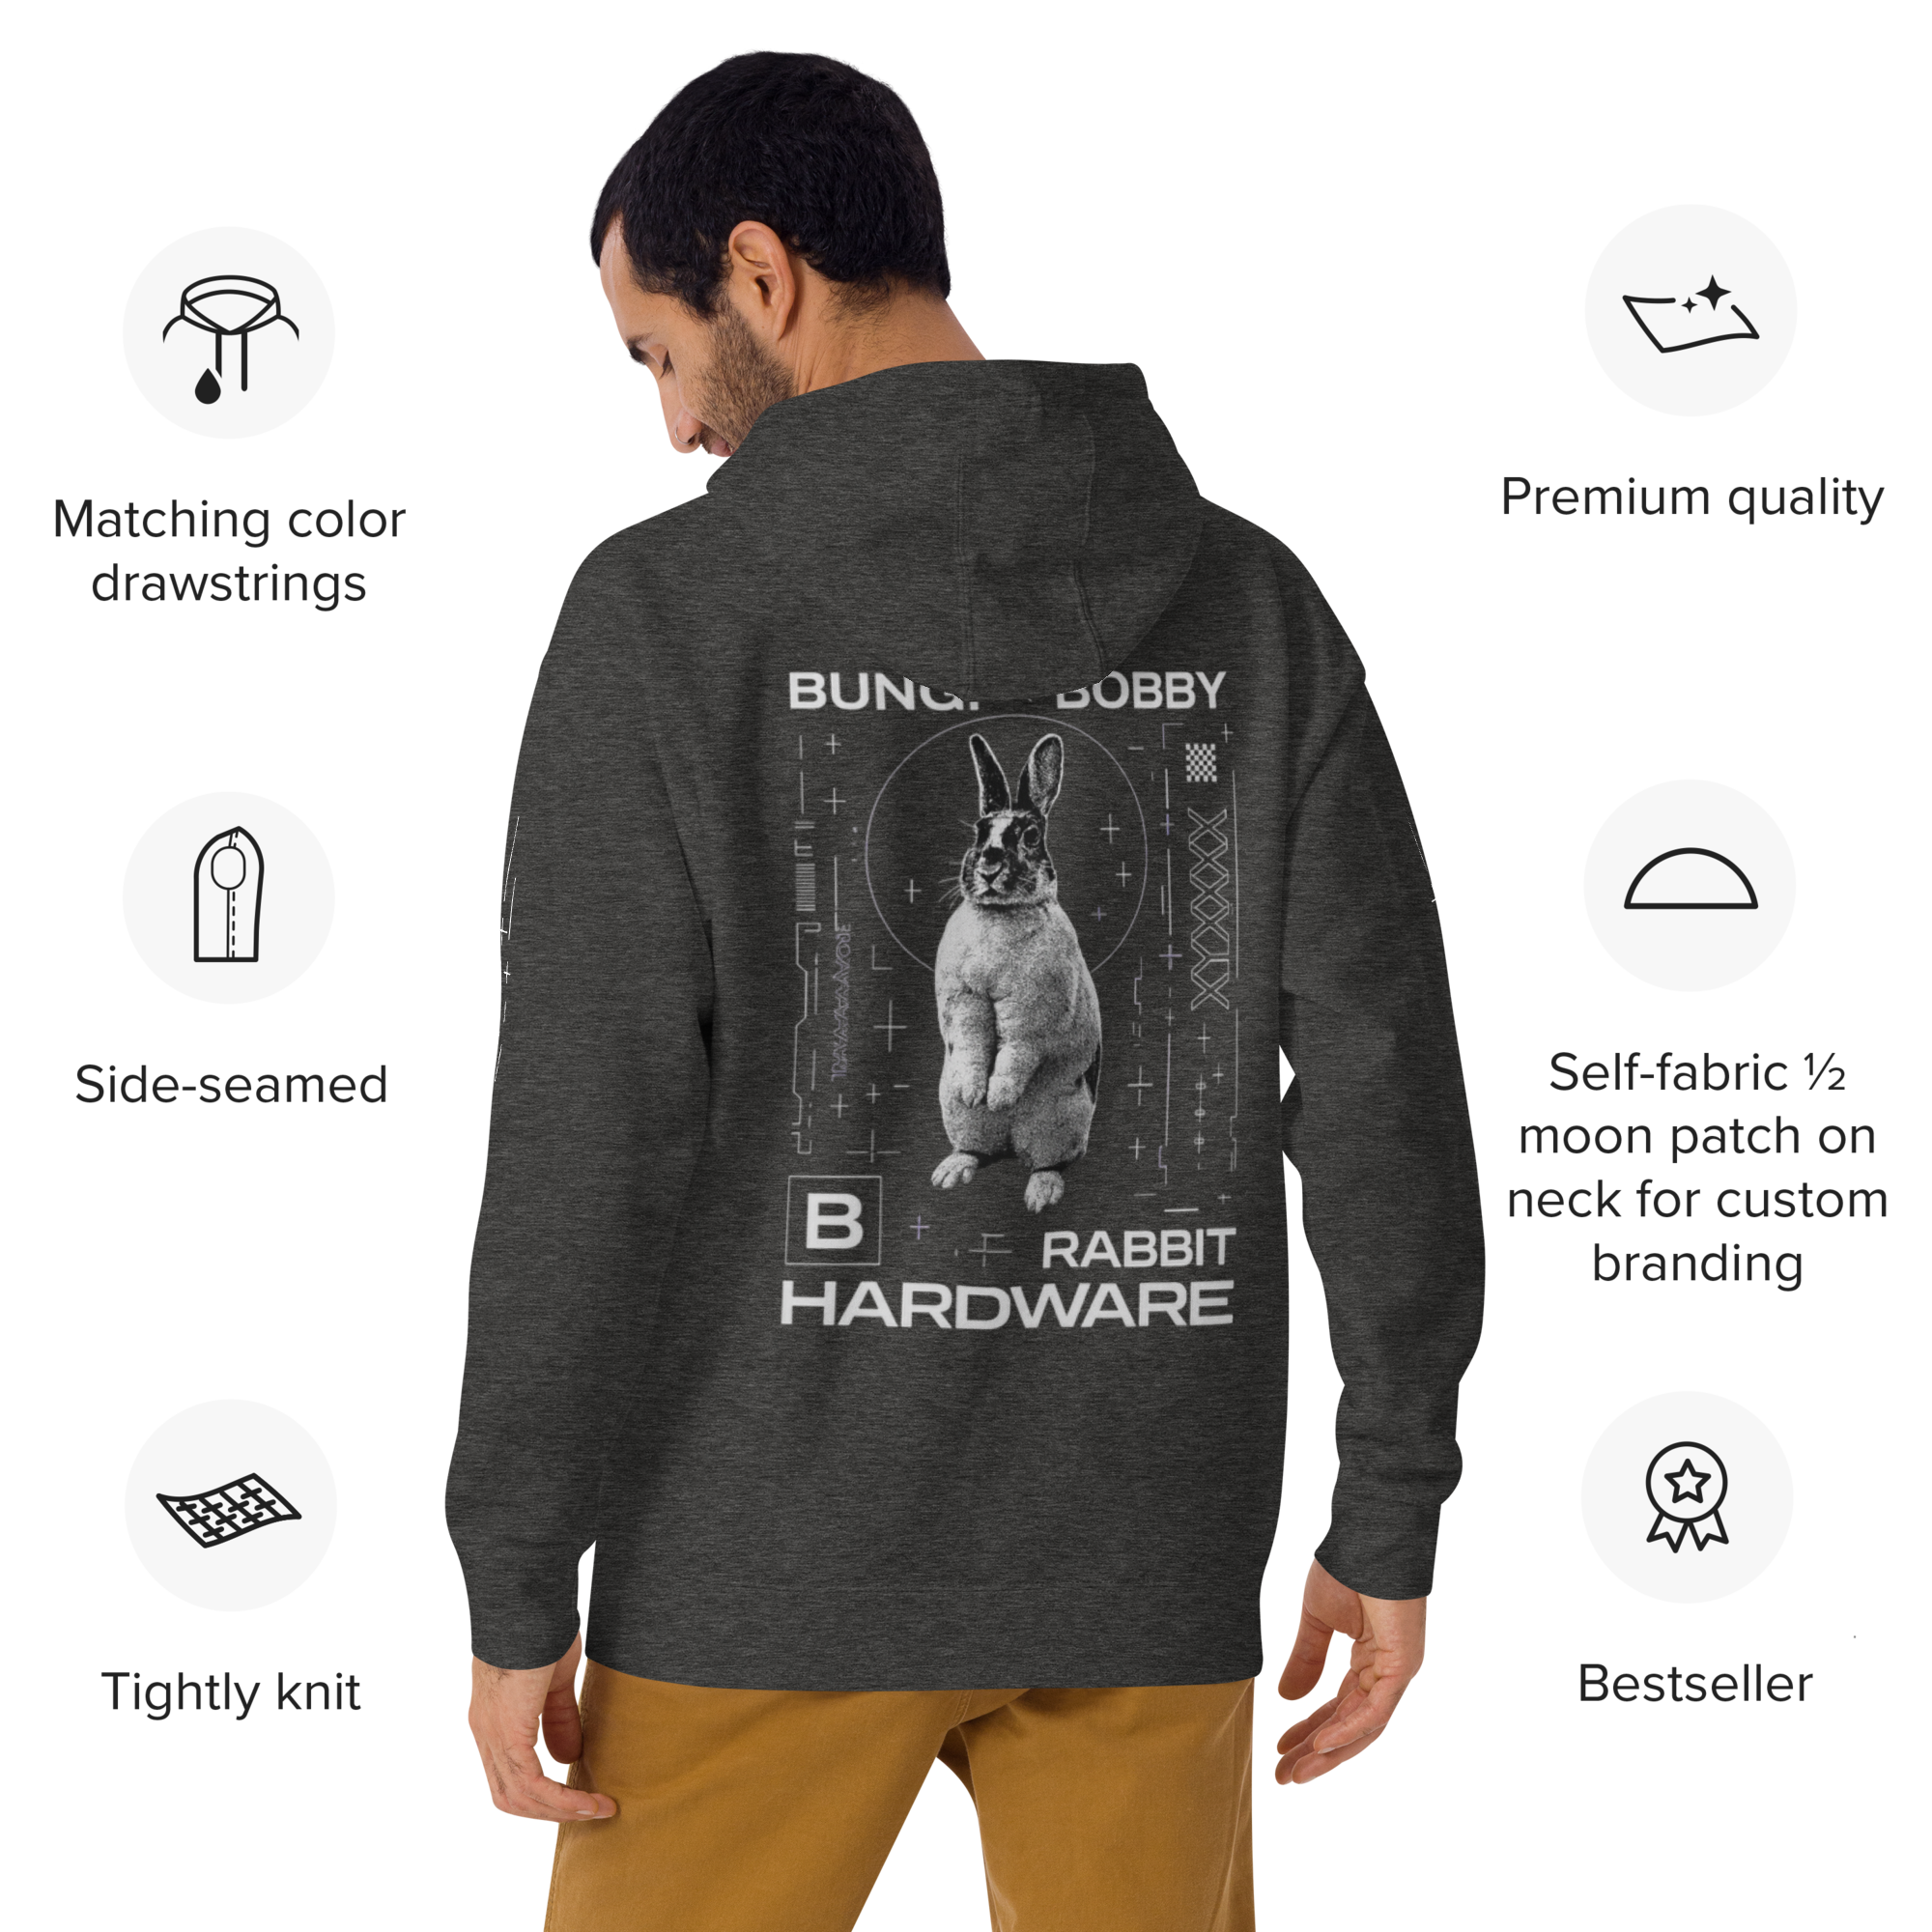 Matching color
drawstrings
Premium quality
BOBBY
Side-seamed
Self-fabric ½
moon patch on
neck for custom
branding
B
RABBIT
HARDWARE
Tightly knit
Bestseller